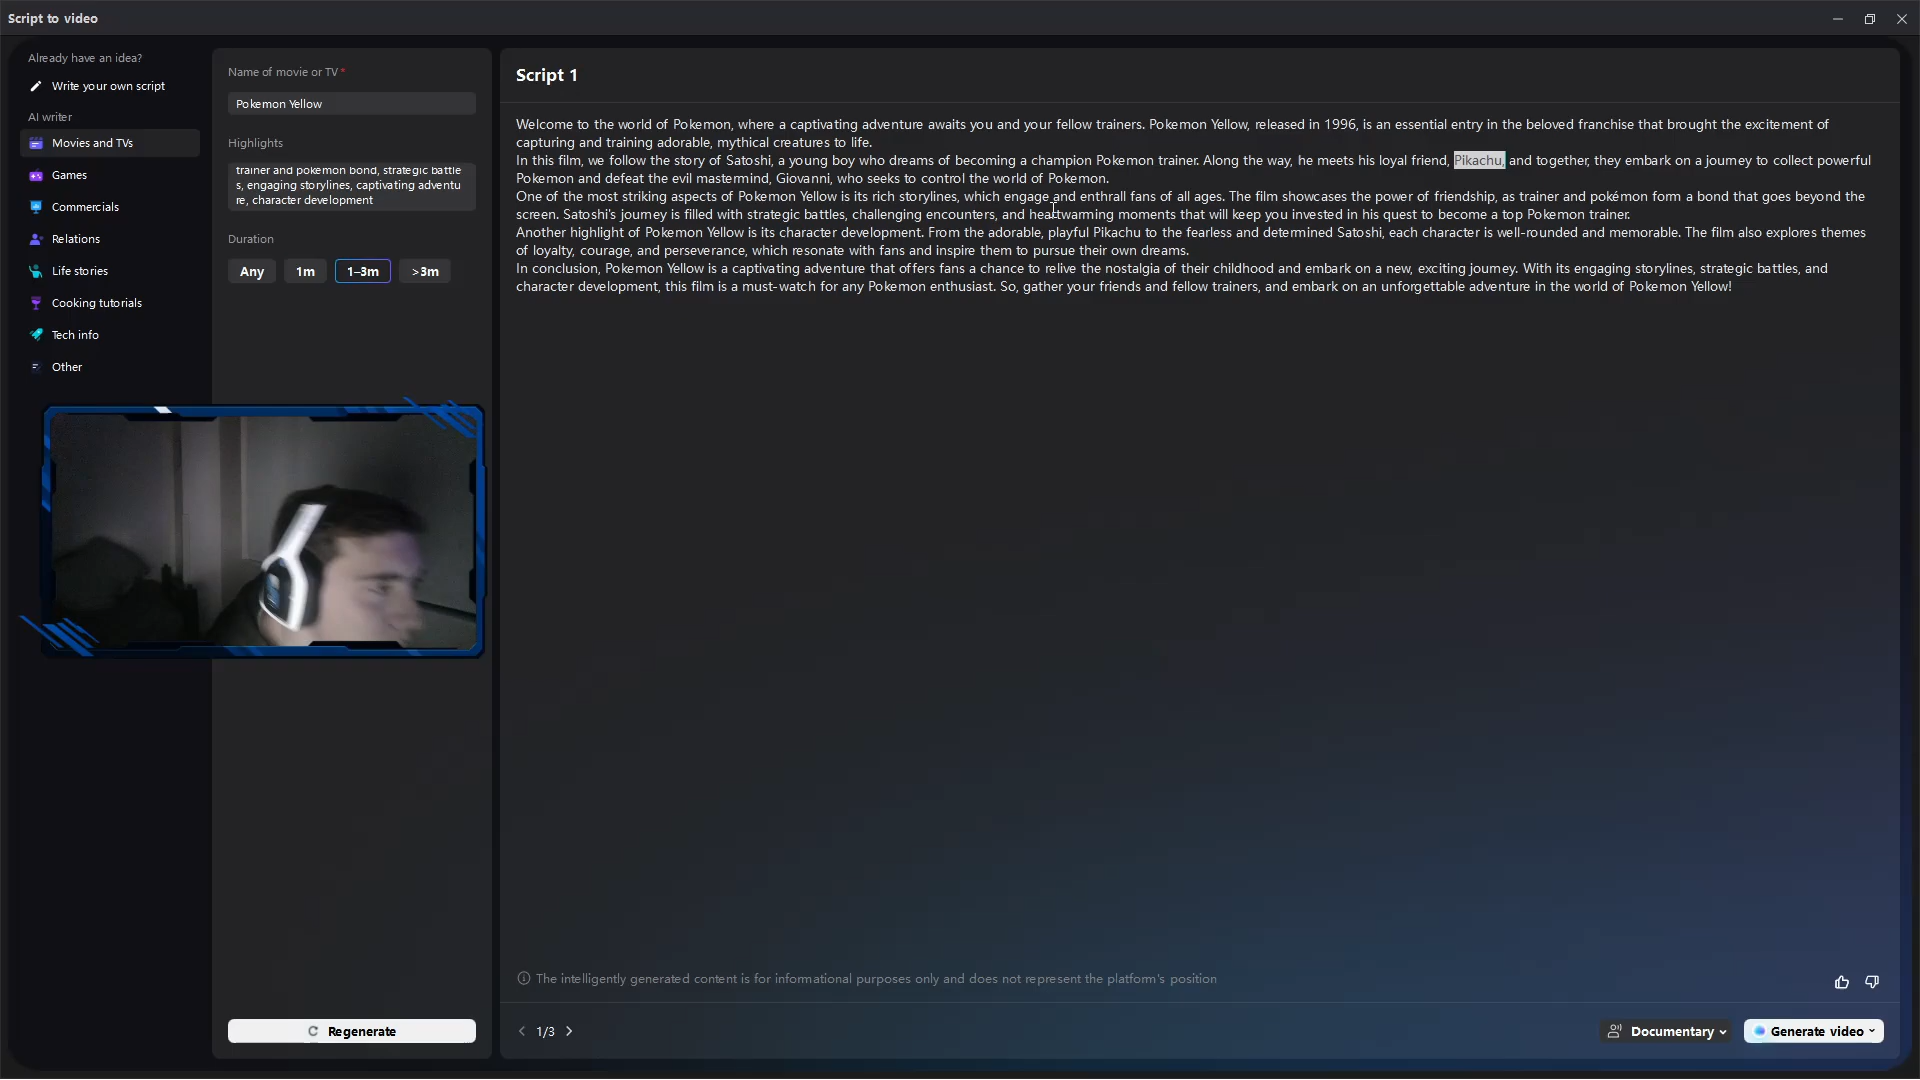 Script to video
Already have an idea?
Write your own script
AI writer
Movies and TVs
Games
Commercials
Relations
Life stories
Cooking tutorials
Tech info
Other
Name of movie or TV *
Pokemon Yellow
Highlights
trainer and pokemon bond, strategic battle
s, engaging storylines, captivating adventu
re, character development
Duration
Any
1m
1–3m
>3m
Regenerate
Script 1
Welcome to the world of Pokemon, where a captivating adventure awaits you and your fellow trainers. Pokemon Yellow, released in 1996, is an essential entry in the beloved franchise that brought the excitement of
capturing and training adorable, mythical creatures to life.
In this film, we follow the story of Satoshi, a young boy who dreams of becoming a champion Pokemon trainer. Along the way, he meets his loyal friend, Pikachu, and together, they embark on a journey to collect powerful
Pokemon and defeat the evil mastermind, Giovanni, who seeks to control the world of Pokemon.
One of the most striking aspects of Pokemon Yellow is its rich storylines, which engage and enthrall fans of all ages. The film showcases the power of friendship, as trainer and pokémon form a bond that goes beyond the
screen. Satoshi's journey is filled with strategic battles, challenging encounters, and heartwarming moments that will keep you invested in his quest to become a top Pokemon trainer.
Another highlight of Pokemon Yellow is its character development. From the adorable, playful Pikachu to the fearless and determined Satoshi, each character is well-rounded and memorable. The film also explores themes
of loyalty, courage, and perseverance, which resonate with fans and inspire them to pursue their own dreams.
In conclusion, Pokemon Yellow is a captivating adventure that offers fans a chance to relive the nostalgia of their childhood and embark on a new, exciting journey. With its engaging storylines, strategic battles, and
character development, this film is a must-watch for any Pokemon enthusiast. So, gather your friends and fellow trainers, and embark on an unforgettable adventure in the world of Pokemon Yellow!
The intelligently generated content is for informational purposes only and does not represent the platform's position
1/3
Documentary
Generate video